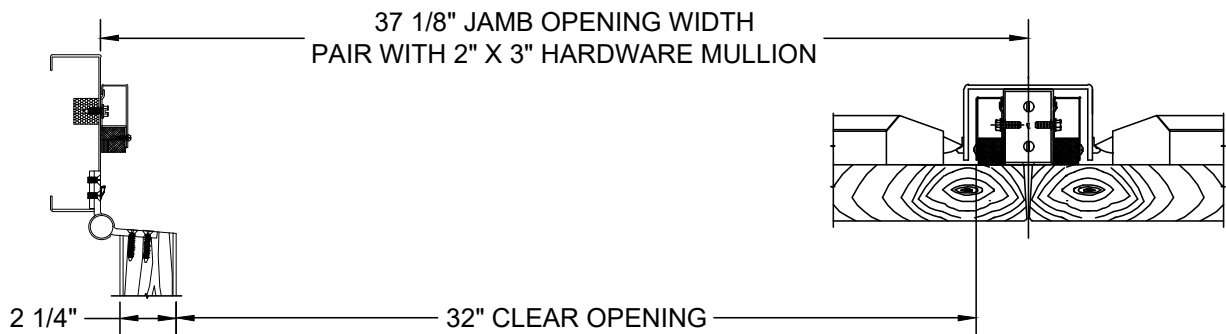 37 1/8" JAMB OPENING WIDTH
PAIR WITH 2" X 3" HARDWARE MULLION
2 1/4"
32" CLEAR OPENING